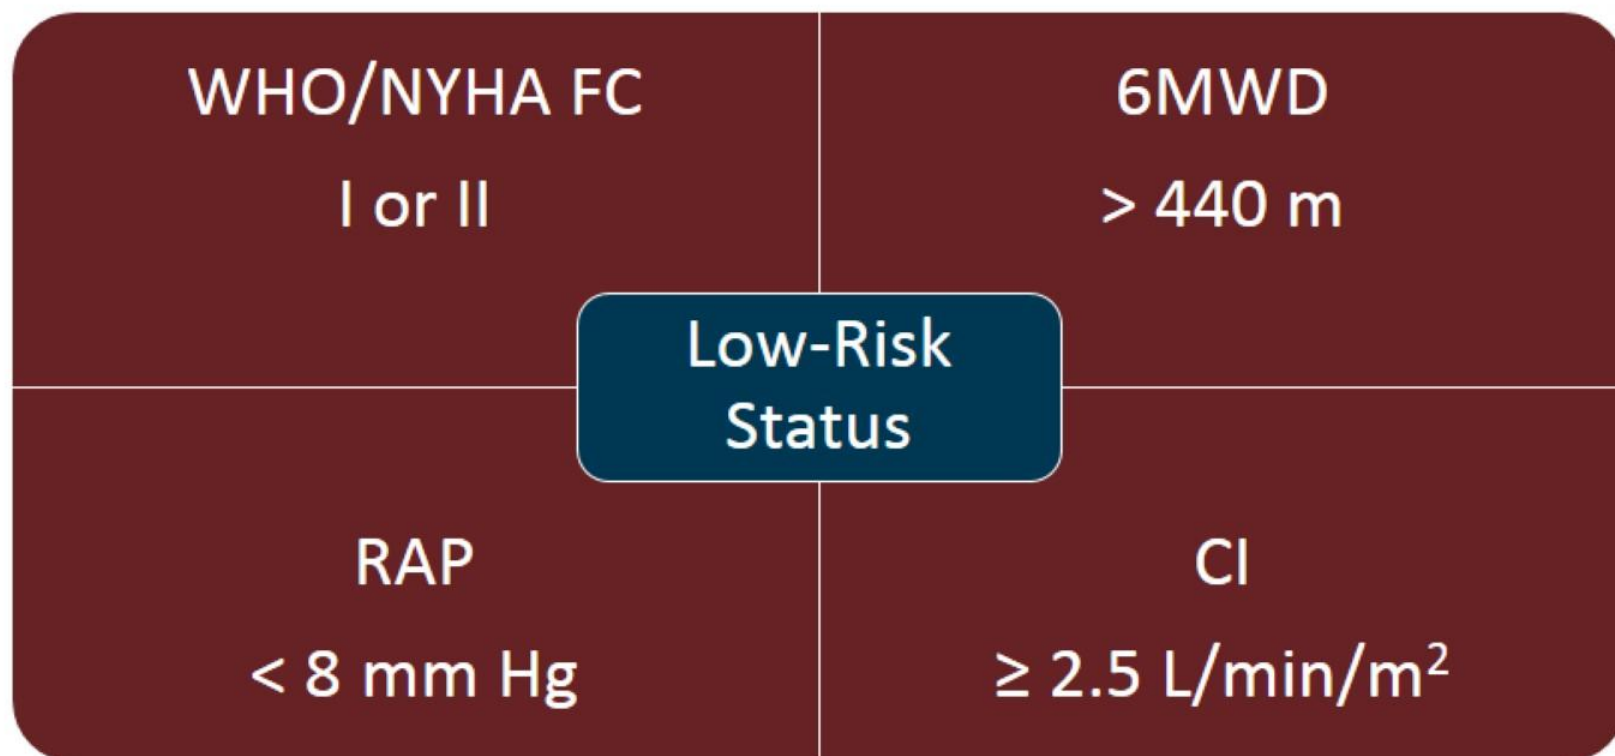 WHO/NYHA FC
I or II
6MWD
> 440 m
Low-Risk
Status
RAP
< 8 mm Hg
CI
≥ 2.5 L/min/m²